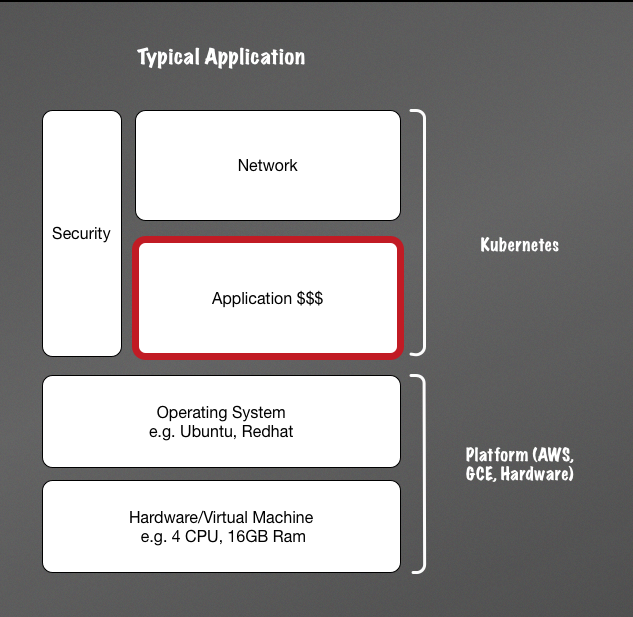 Typical Application
Network
Security
Kubernetes
Application $$$
Operating System
e.g. Ubuntu, Redhat
Platform (AWS,
GCE, Hardware)
Hardware/Virtual Machine
e.g. 4 CPU, 16GB Ram